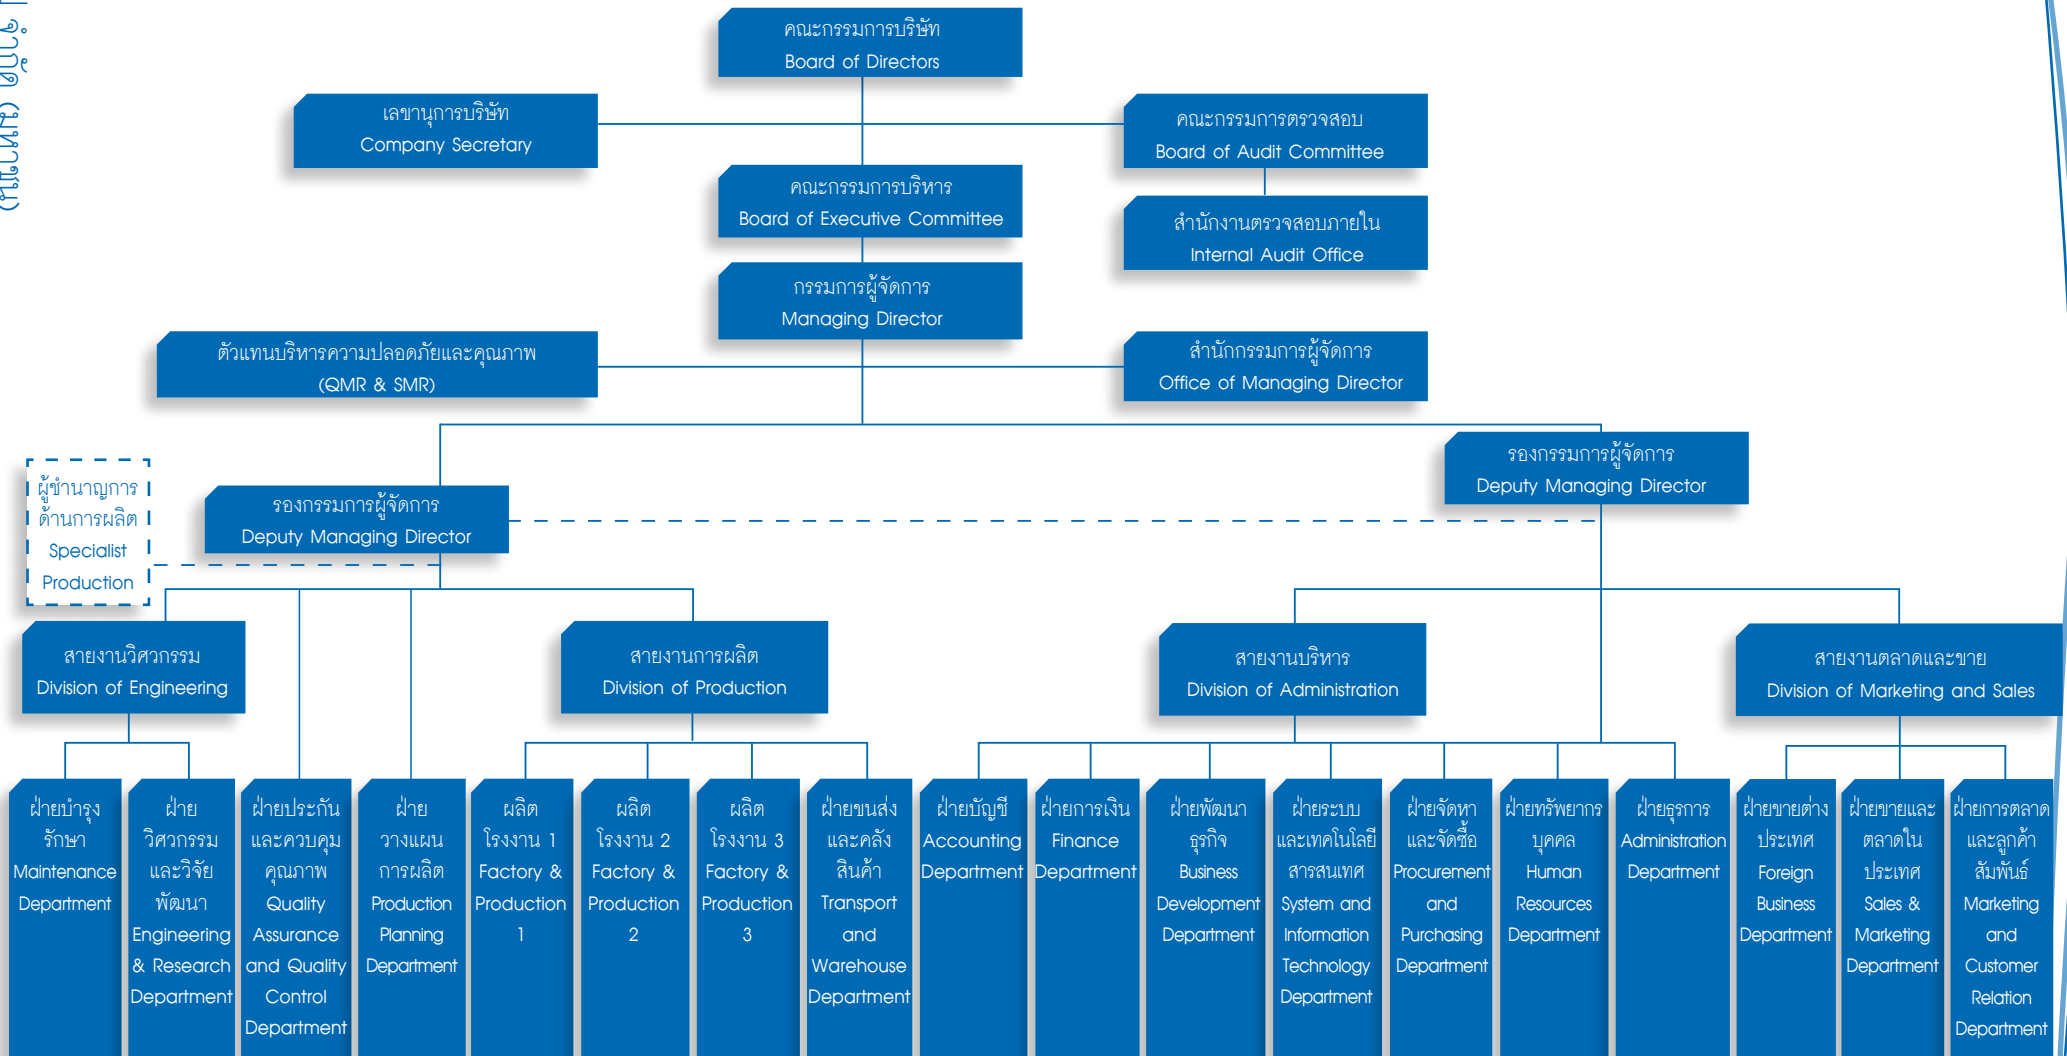 จำกัด (มหาชน)
คณะกรรมการบริษัท
Board of Directors
เลขานุการบริษัท
Company Secretary
คณะกรรมการตรวจสอบ
Board of Audit Committee
คณะกรรมการบริหาร
Board of Executive Committee
สำนักงานตรวจสอบภายใน
Internal Audit Office
กรรมการผู้จัดการ
Managing Director
ตัวแทนบริหารความปลอดภัยและคุณภาพ
(QMR & SMR)
สำนักกรรมการผู้จัดการ
Office of Managing Director
รองกรรมการผู้จัดการ
Deputy Managing Director
ผู้ชำนาญการ
ด้านการผลิต
Specialist
Production
รองกรรมการผู้จัดการ
Deputy Managing Director
สายงานวิศวกรรม
Division of Engineering
สายงานการผลิต
Division of Production
สายงานบริหาร
Division of Administration
สายงานตลาดและขาย
Division of Marketing and Sales
ฝ่ายบำรุง
รักษา
Maintenance
Department
ฝ่าย
วิศวกรรม
และวิจัย
พัฒนา
Engineering
& Research
Department
ฝ่ายประกัน
และควบคุม
คุณภาพ
Quality
Assurance
and Quality
Control
Department
ฝ่าย
วางแผน
การผลิต
Production
Planning
Department
ผลิต
โรงงาน 1
Factory &
Production
1
ผลิต
โรงงาน 2
Factory &
Production
2
ผลิต
โรงงาน 3
Factory &
Production
3
ฝ่ายขนส่ง
และคลัง
สินค้า
Transport
and
Warehouse
Department
ฝ่ายบัญชี
Accounting
Department
ฝ่ายการเงิน
Finance
Department
ฝ่ายพัฒนา
ธุรกิจ
Business
Development
Department
ฝ่ายระบบ
และเทคโนโลยี
สารสนเทศ
System and
Information
Technology
Department
ฝ่ายจัดหา
และจัดซื้อ
Procurement
and
Purchasing
Department
ฝ่ายทรัพยากร
บุคคล
Human
Resources
Department
ฝ่ายธุรการ
Administration
Department
ฝ่ายขายต่าง
ประเทศ
Foreign
Business
Department
ฝ่ายขายและ
ตลาดใน
ประเทศ
Sales &
Marketing
Department
ฝ่ายการตลาด
และลูกค้า
สัมพันธ์
Marketing
and
Customer
Relation
Department